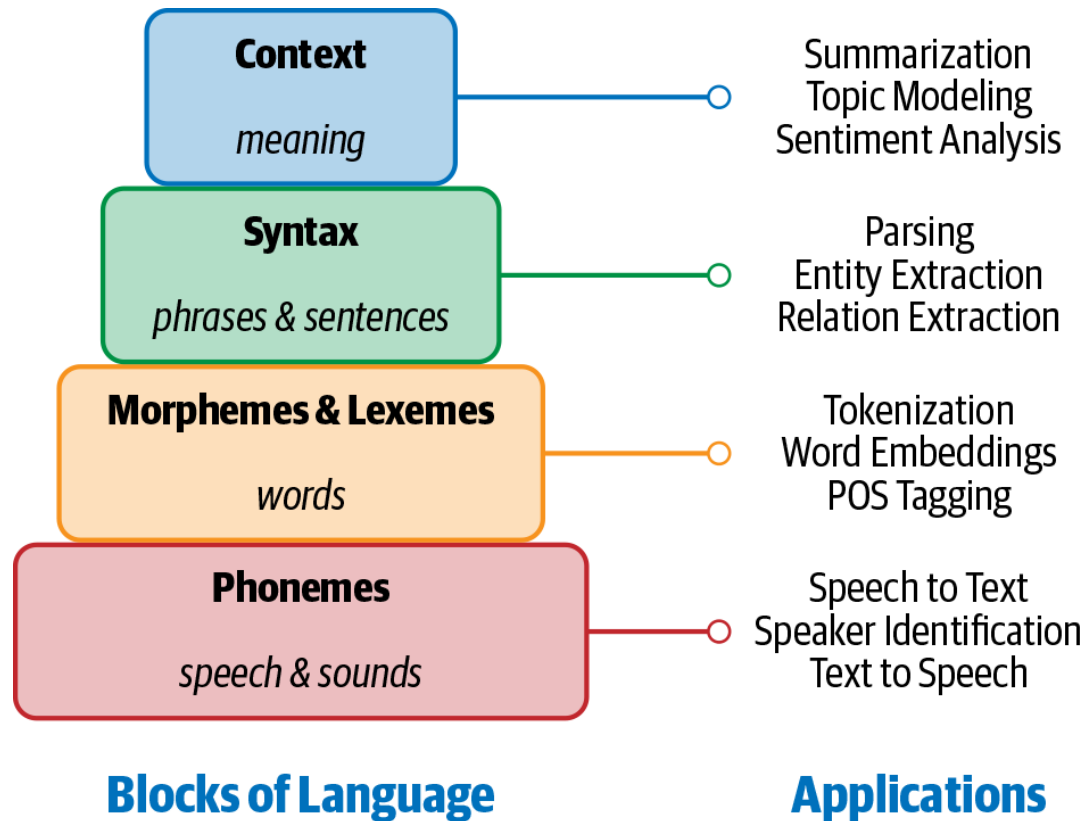 Context
meaning
Summarization
Topic Modeling
Sentiment Analysis
Syntax
phrases & sentences
Parsing
Entity Extraction
Relation Extraction
Morphemes & Lexemes
words
Tokenization
Word Embeddings
POS Tagging
Phonemes
speech & sounds
Speech to Text
Speaker Identification
Text to Speech
Blocks of Language
Applications